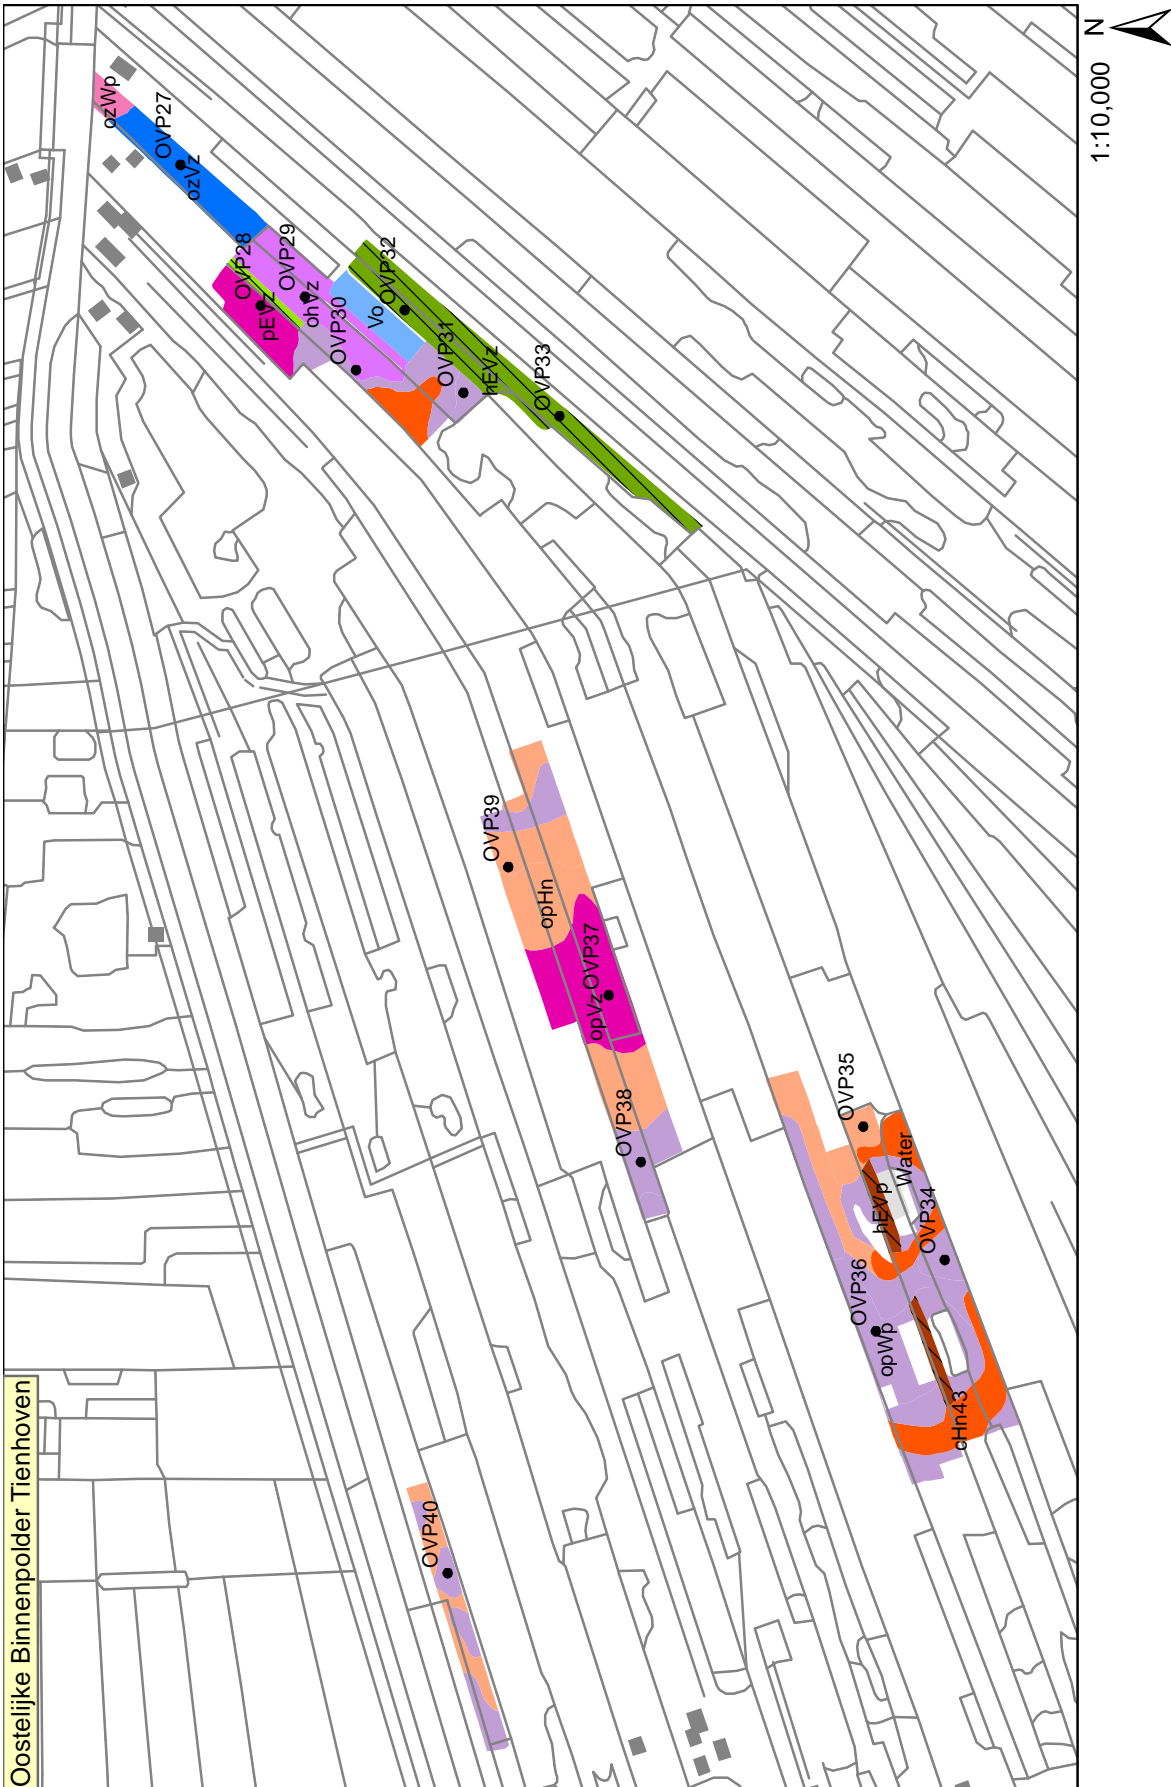 Oostelijke Binnenpolder Tienhoven
OVP40
OVP39
opHn
OVP37
opVz
OVP38
ozWp
OVP27
ozVz
OVP28
pEVz
OVP29
ohVz
OVP30
Vo
OVP32
OVP31
hEVz
OVP33
OVP35
Water
hEVp
OVP34
OVP36
opWp
cHn43
N
1:10,000